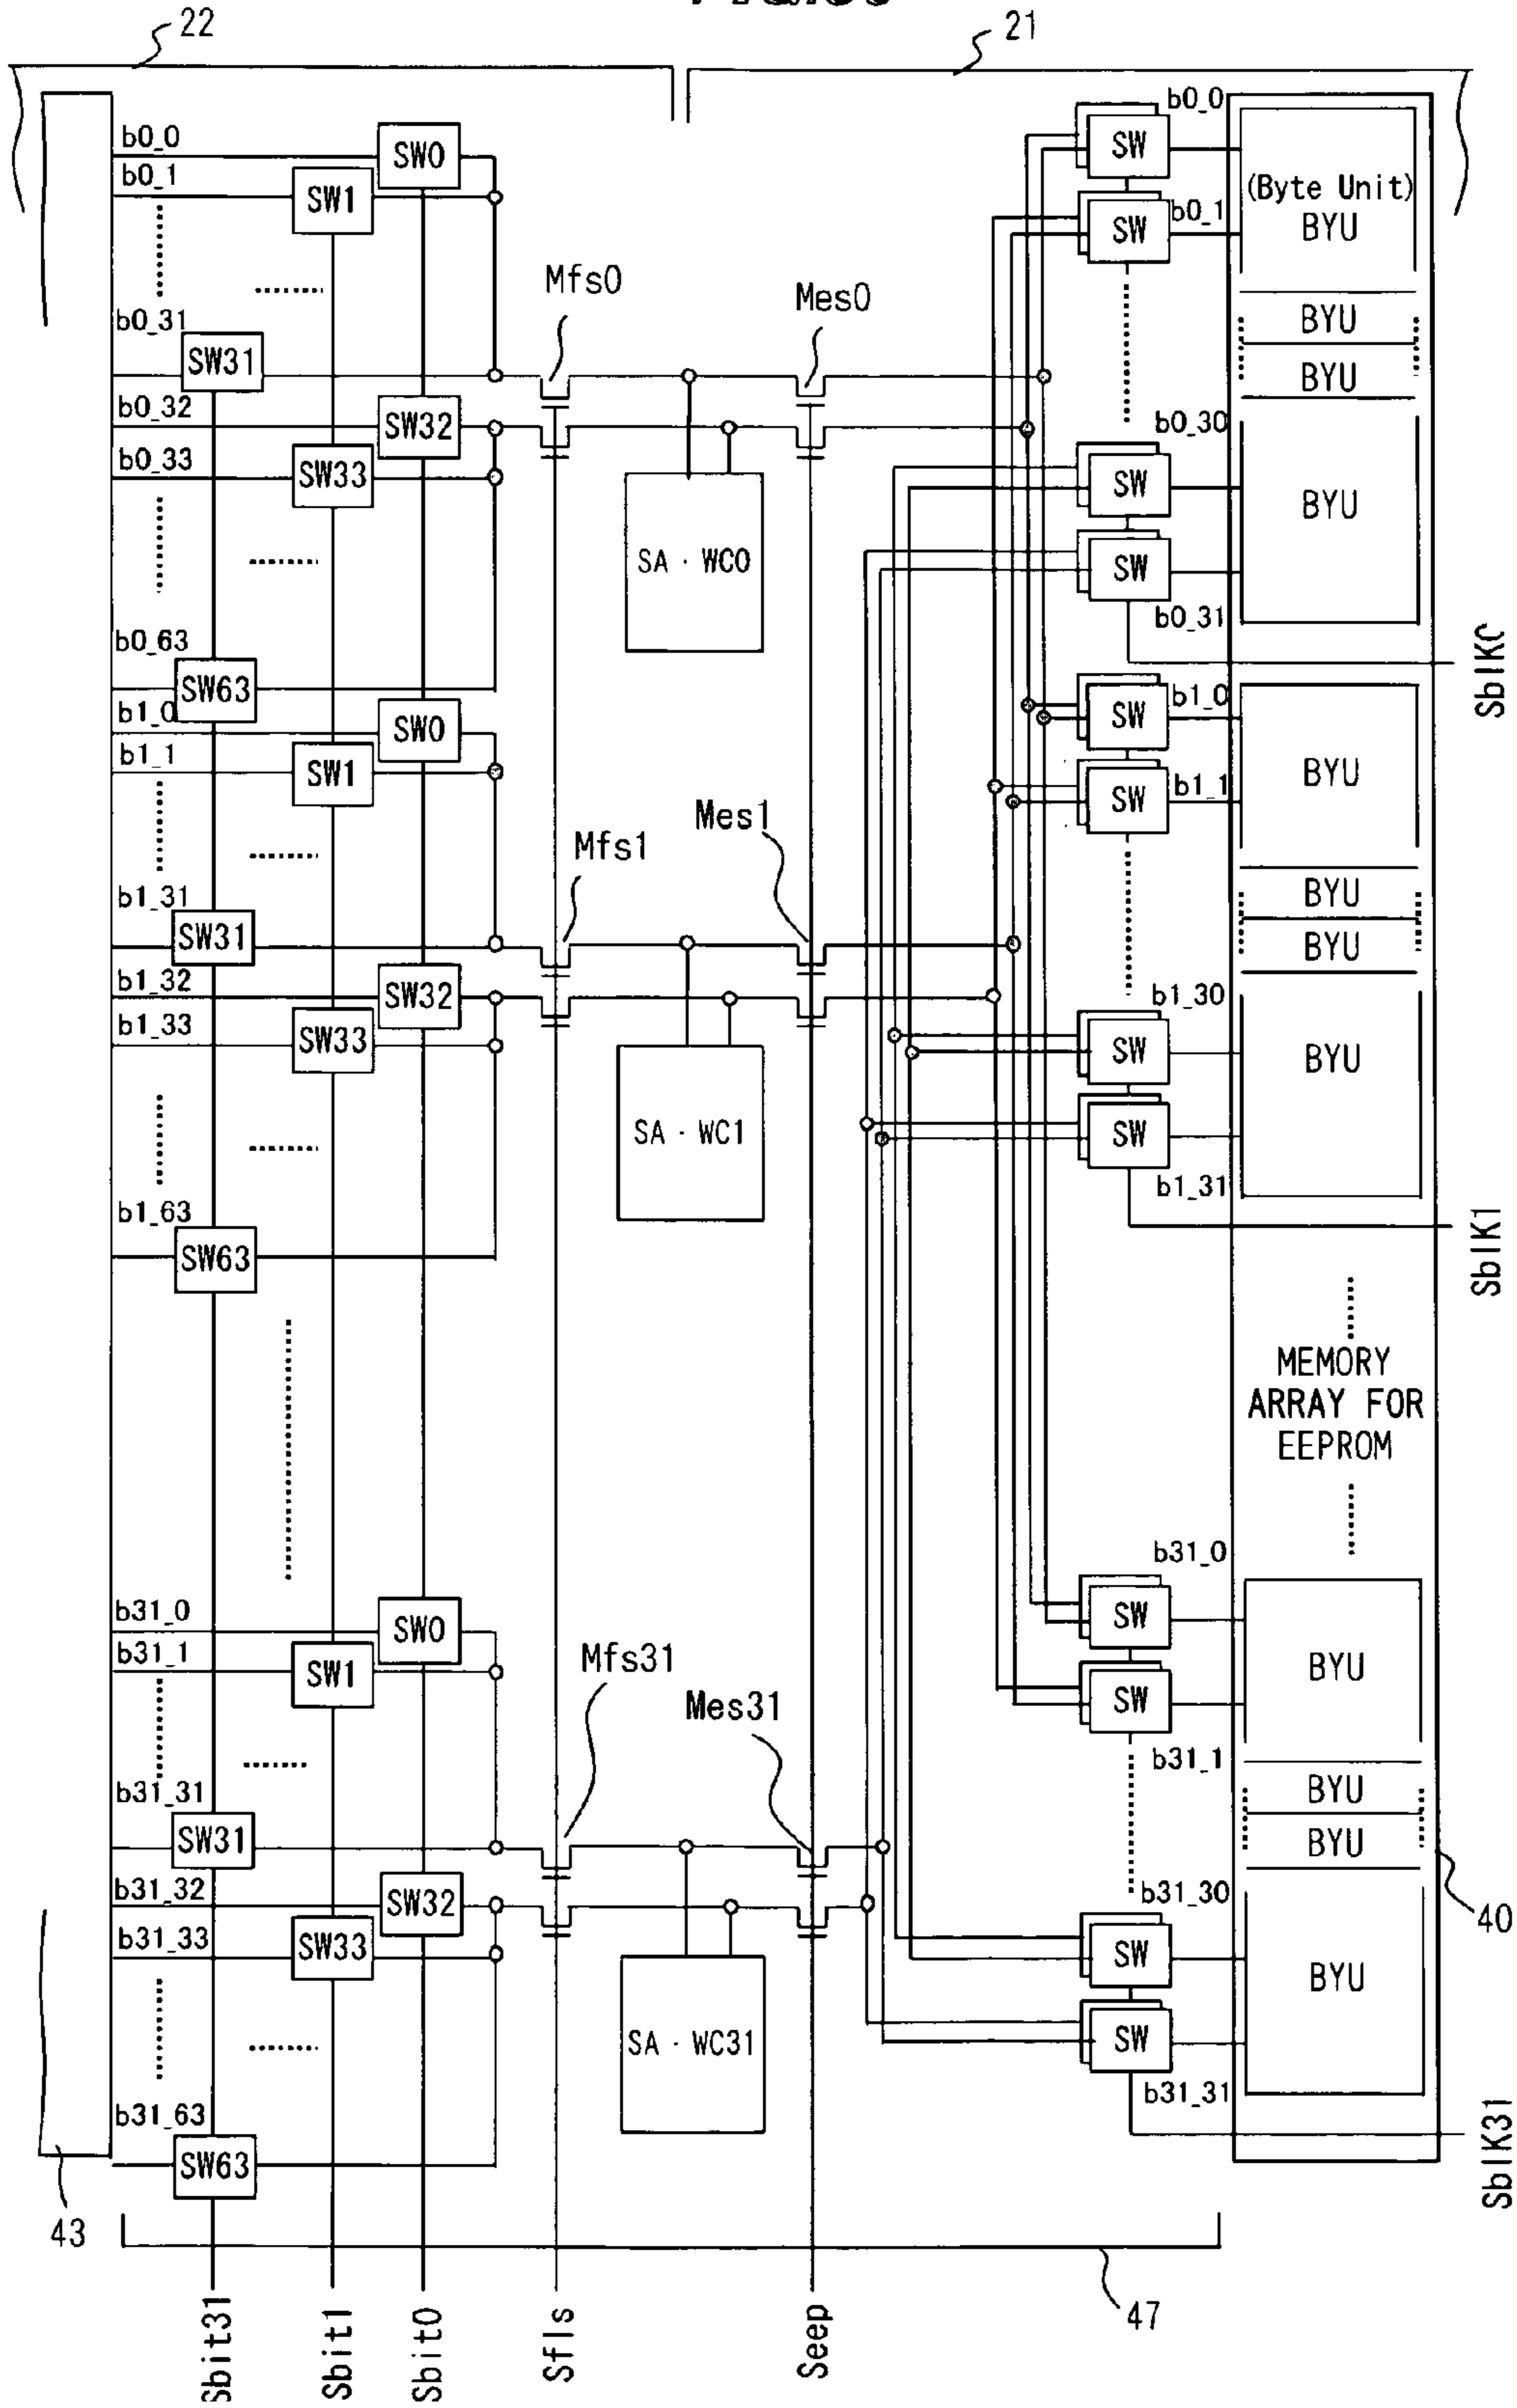 22
21
b0_0
SW0
b0_1
SW1
b0_31
SW31
b0_32
SW32
b0_33
SW33
b0_63
SW63
b1_0
SW0
b1_1
SW1
b1_31
SW31
b1_32
SW32
b1_33
SW33
b1_63
SW63
b31_0
SW0
b31_1
SW1
b31_31
SW31
b31_32
SW32
b31_33
SW33
b31_63
SW63
43
Mfs0
Mes0
SA · WC0
Mfs1
Mes1
SA · WC1
Mfs31
Mes31
SA · WC31
b0_0
SW
b0_1
SW
b0_30
SW
SW
b0_31
b1_0
SW
b1_1
SW
b1_30
SW
SW
b1_31
b31_0
SW
SW
b31_1
b31_30
SW
SW
b31_31
(Byte Unit)
BYU
BYU
BYU
BYU
SblK0
BYU
BYU
BYU
BYU
SblK1
MEMORY
ARRAY FOR
EEPROM
BYU
BYU
BYU
BYU
40
SblK31
47
Sbit31
Sbit1
Sbit0
Sfls
Seep